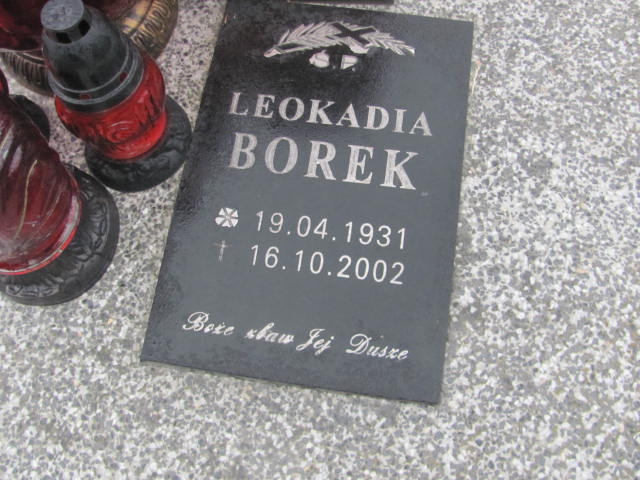 Ś.P.
LEOKADIA
BOREK
19.04.1931
16.10.2002
Boże zbaw Jej Duszę